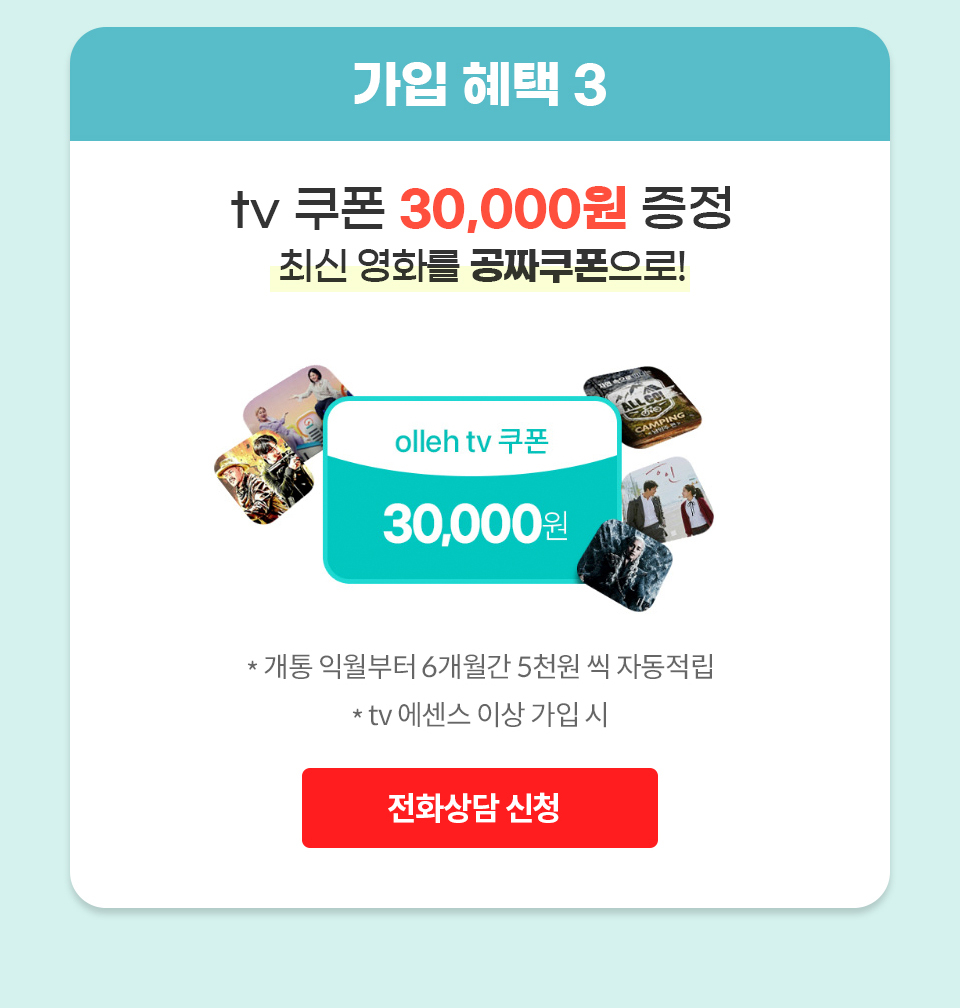 가입 혜택 3
tv 쿠폰 30,000원 증정
최신 영화를 공짜쿠폰으로!
olleh tv 쿠폰
30,000원
ALL GO!
CAMPING
* 개통 익월부터 6개월간 5천원 씩 자동적립
* tv 에센스 이상 가입 시
전화상담 신청